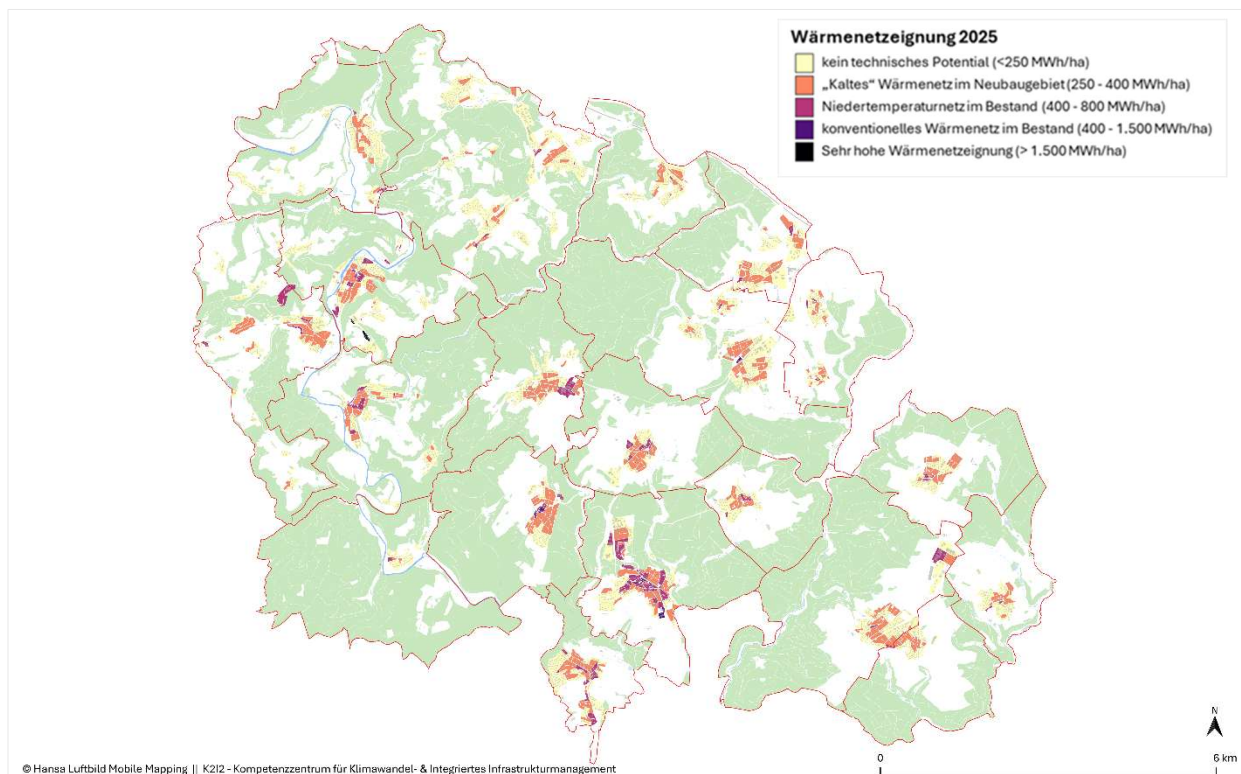 Wärmenetzeignung 2025
kein technisches Potential (<250 MWh/ha)
„Kaltes“ Wärmenetz im Neubaugebiet (250 - 400 MWh/ha)
Niedertemperaturnetz im Bestand (400 - 800 MWh/ha)
konventionelles Wärmenetz im Bestand (400 - 1.500 MWh/ha)
Sehr hohe Wärmenetzeignung (> 1.500 MWh/ha)
N
0 6 km
© Hansa Luftbild Mobile Mapping || K2I2 - Kompetenzzentrum für Klimawandel- & Integriertes Infrastrukturmanagement